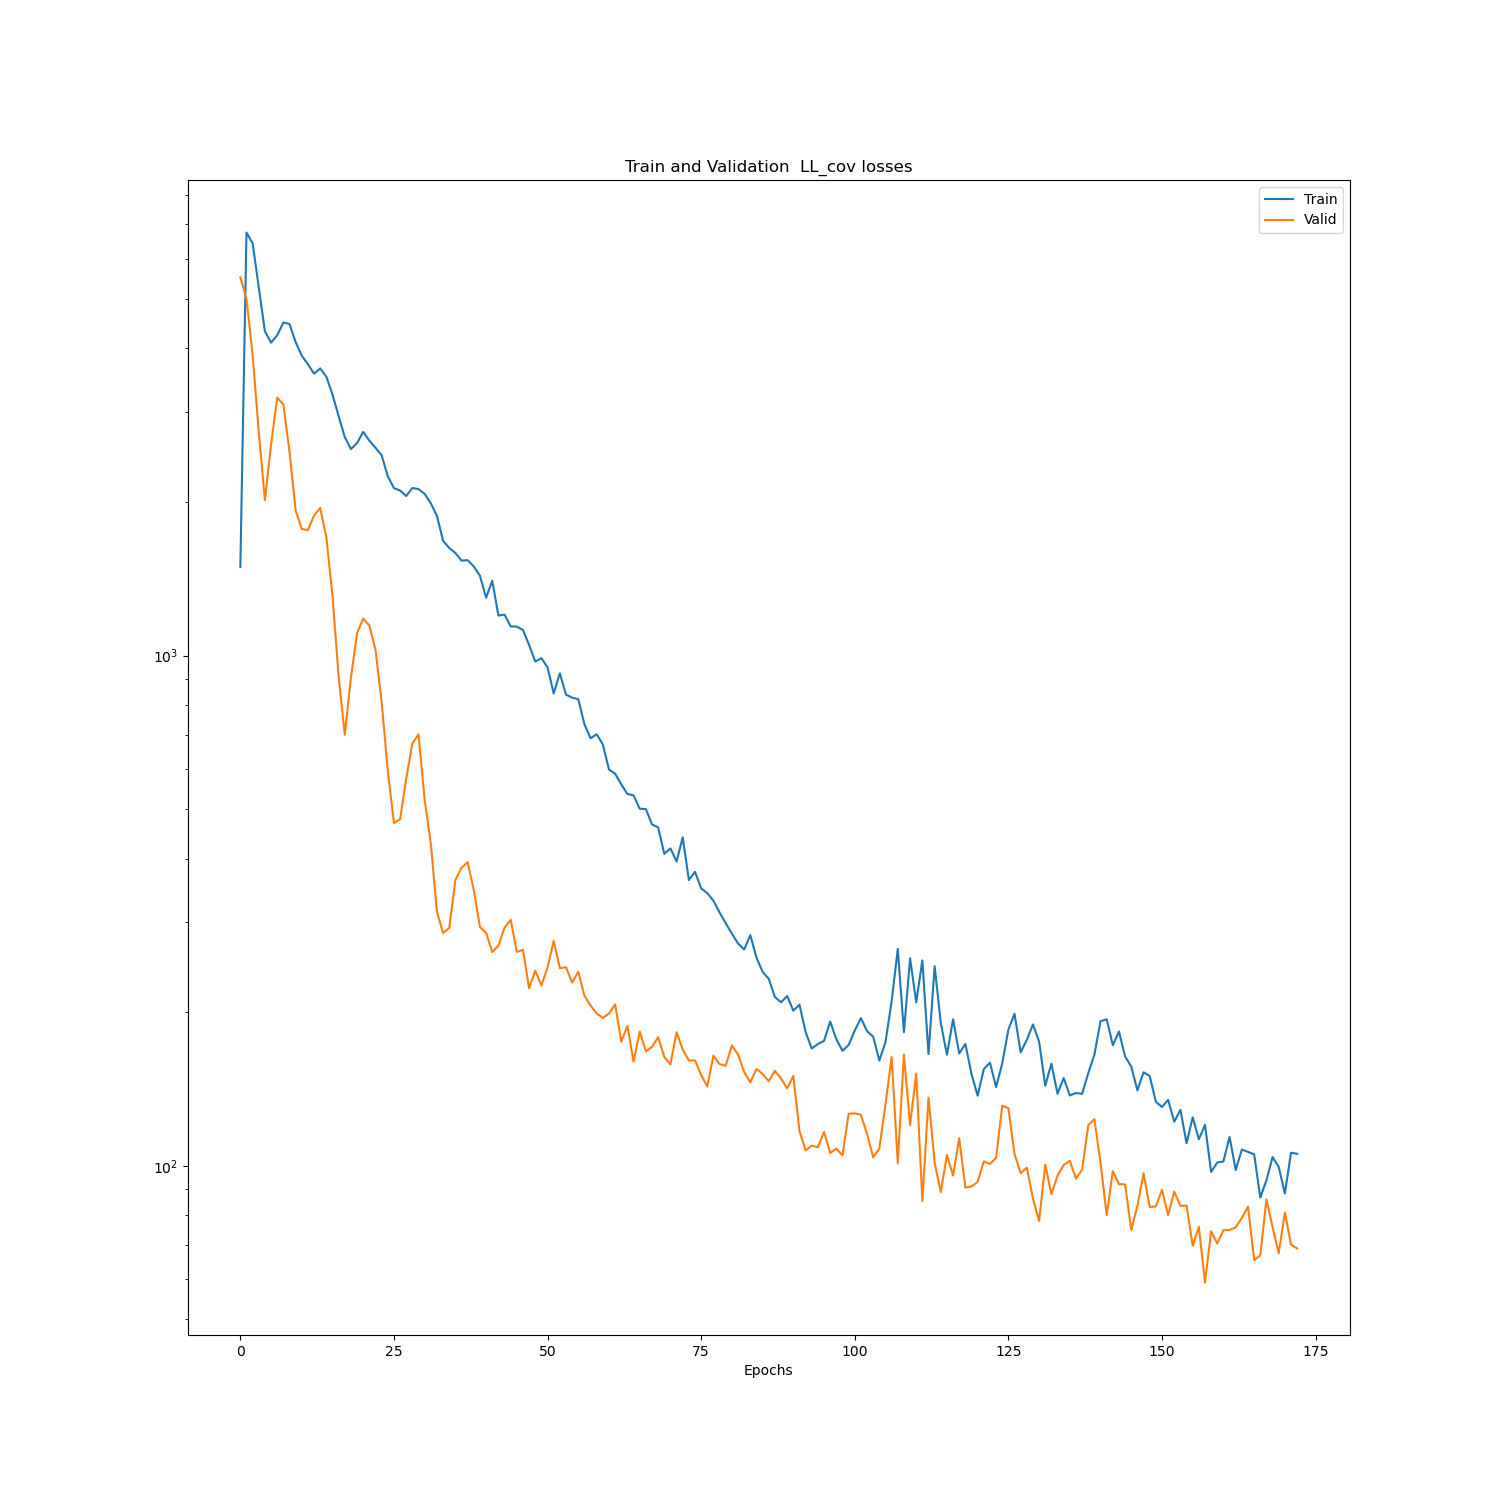 Train and Validation  LL_cov losses
Train
Valid
10³
10²
0 25 50 75 100 125 150 175
Epochs